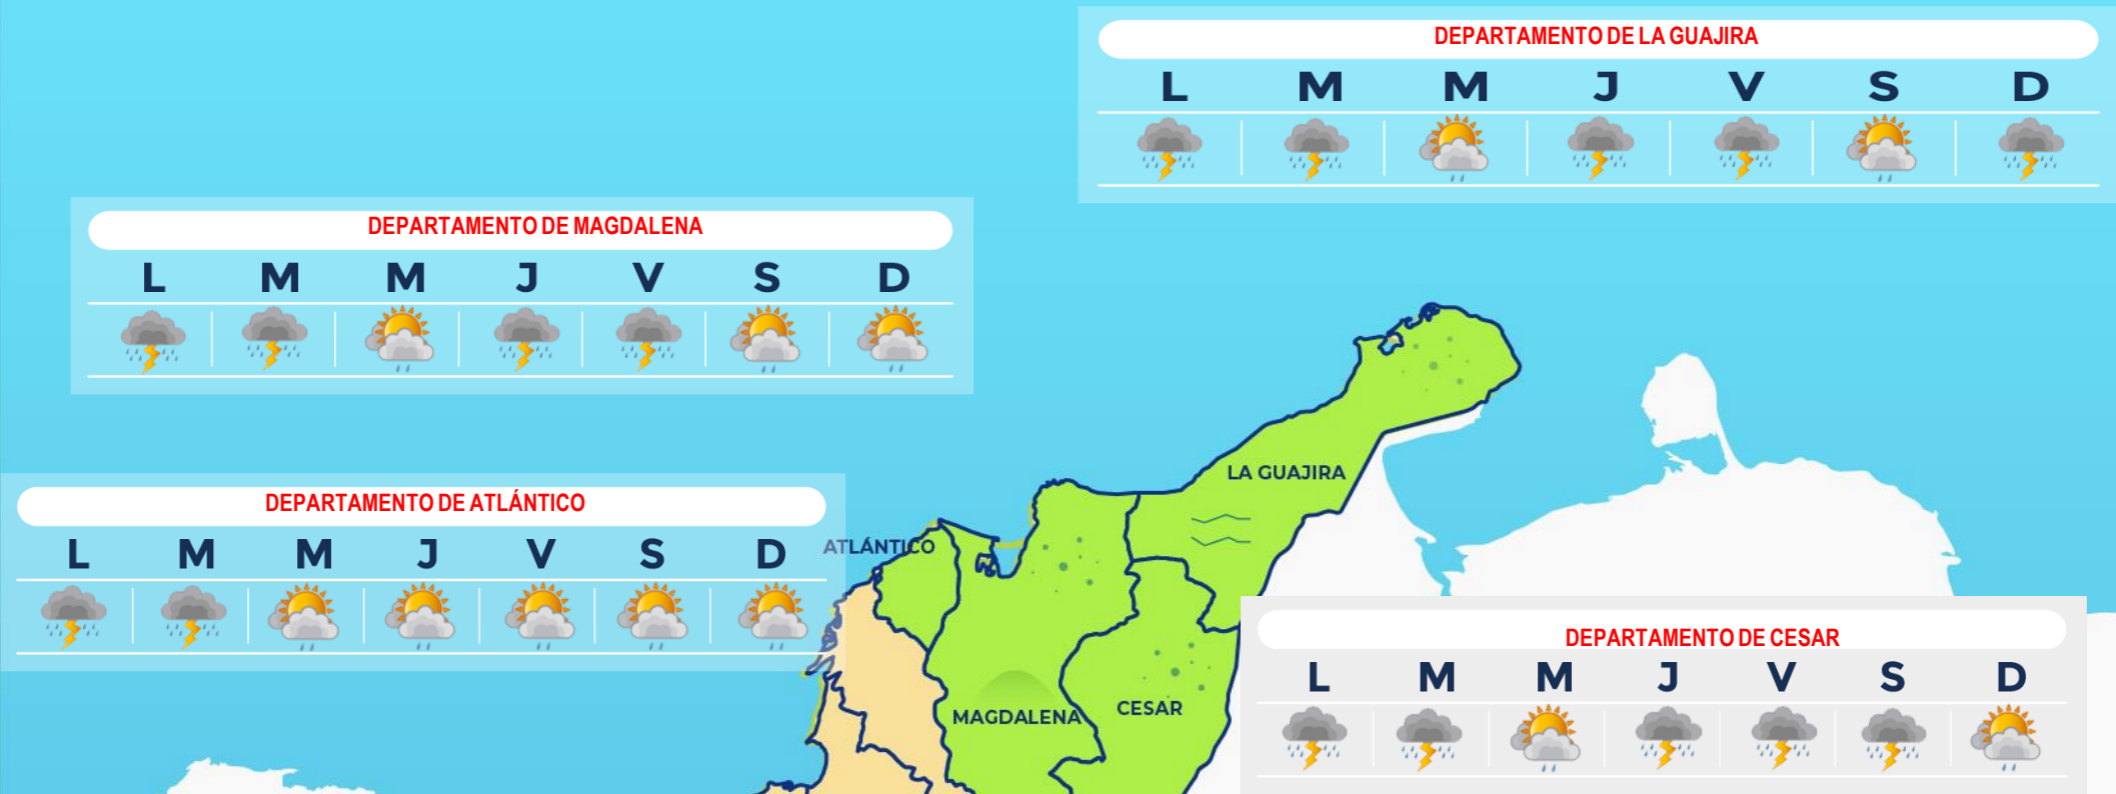 DEPARTAMENTO DE LA GUAJIRA
L M M J V S D
DEPARTAMENTO DE MAGDALENA
L M M J V S D
DEPARTAMENTO DE ATLÁNTICO
L M M J V S D
LA GUAJIRA
ATLÁNTICO
MAGDALENA
CESAR
DEPARTAMENTO DE CESAR
L M M J V S D